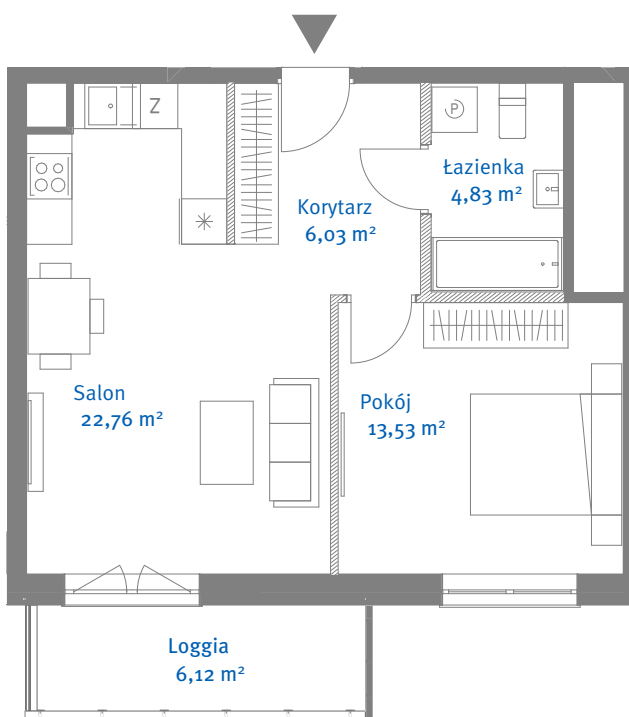 Z
P
Łazienka
4,83 m²
Korytarz
6,03 m²
Salon
22,76 m²
Pokój
13,53 m²
Loggia
6,12 m²